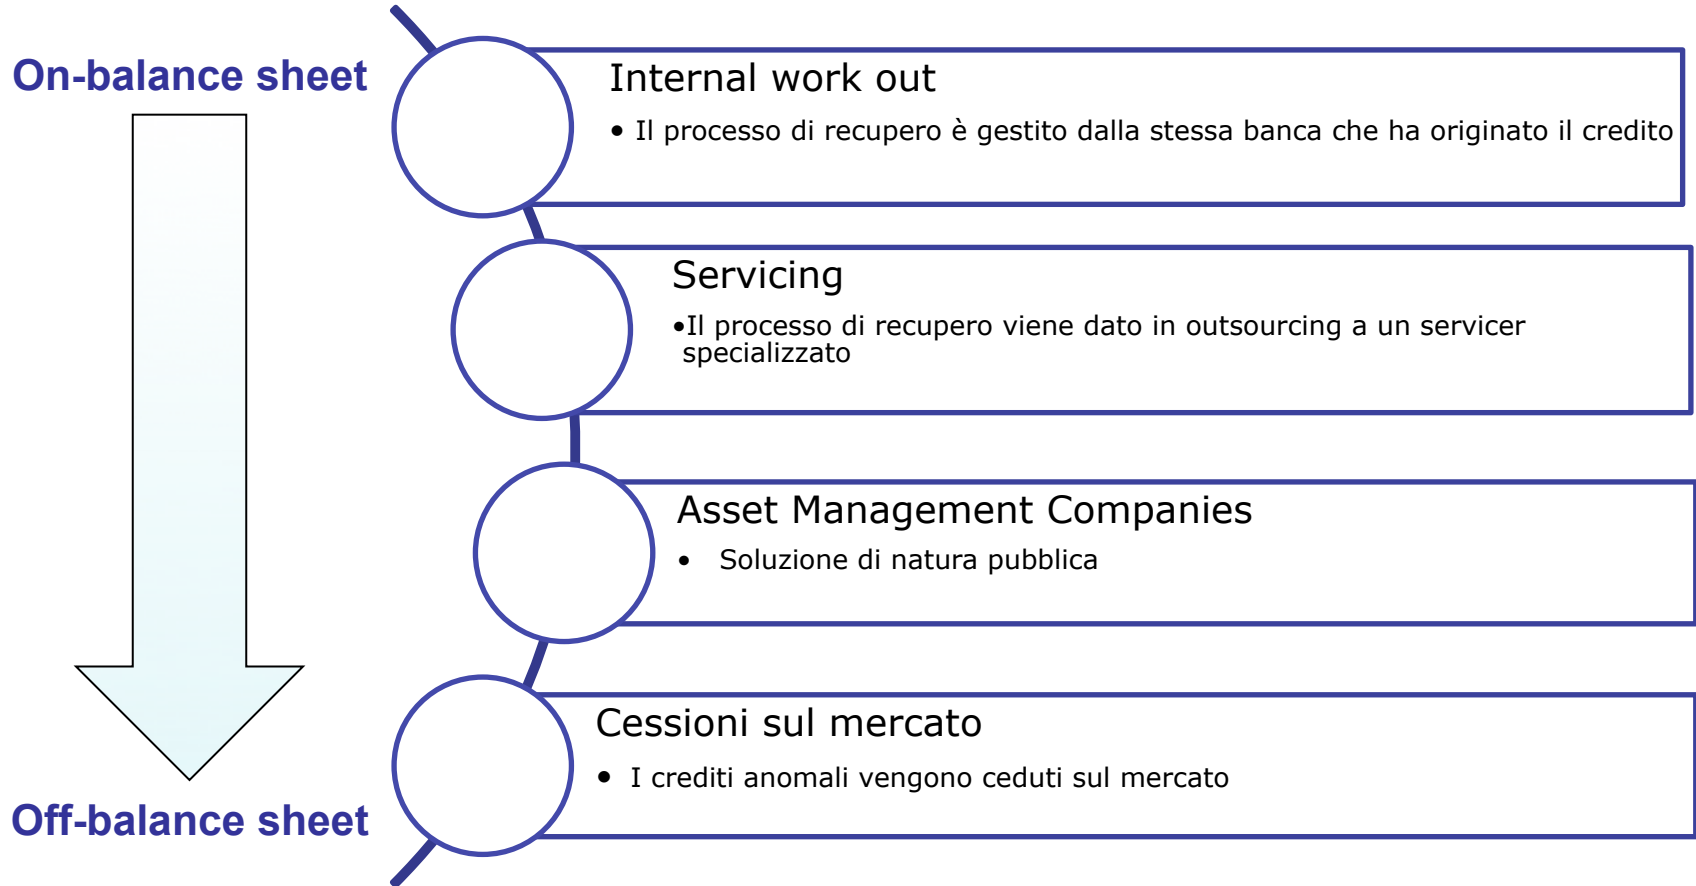 On-balance sheet
Internal work out
• Il processo di recupero è gestito dalla stessa banca che ha originato il credito
Servicing
•Il processo di recupero viene dato in outsourcing a un servicer
specializzato
Asset Management Companies
• Soluzione di natura pubblica
Cessioni sul mercato
• I crediti anomali vengono ceduti sul mercato
Off-balance sheet